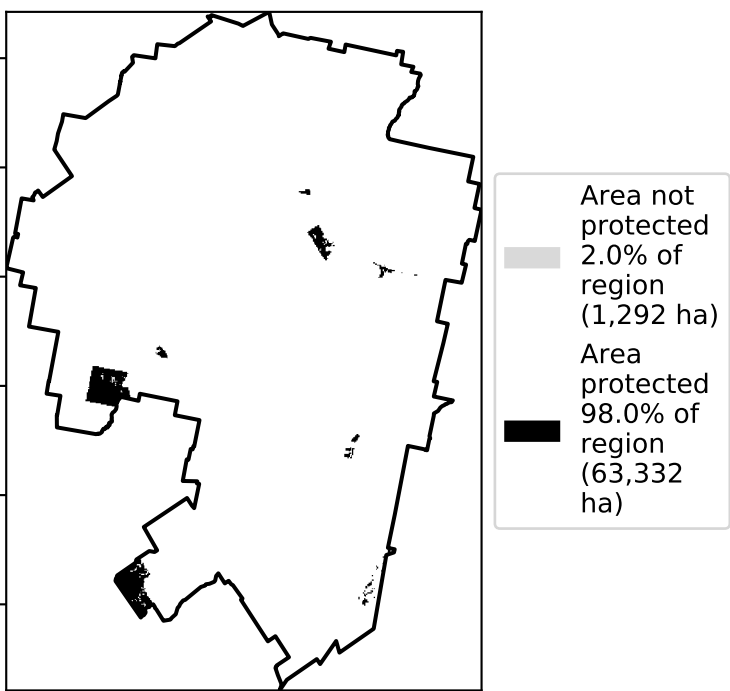 Area not
protected
2.0% of
region
(1,292 ha)
Area
protected
98.0% of
region
(63,332
ha)